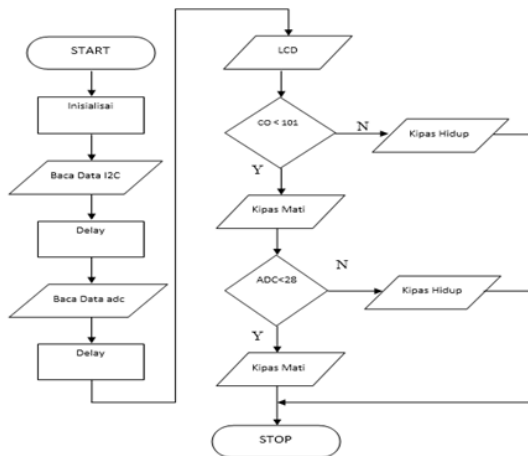 START
Inisialisai
Baca Data I2C
Delay
Baca Data adc
Delay
LCD
CO < 101
N
Kipas Hidup
Y
Kipas Mati
ADC<28
N
Kipas Hidup
Y
Kipas Mati
STOP